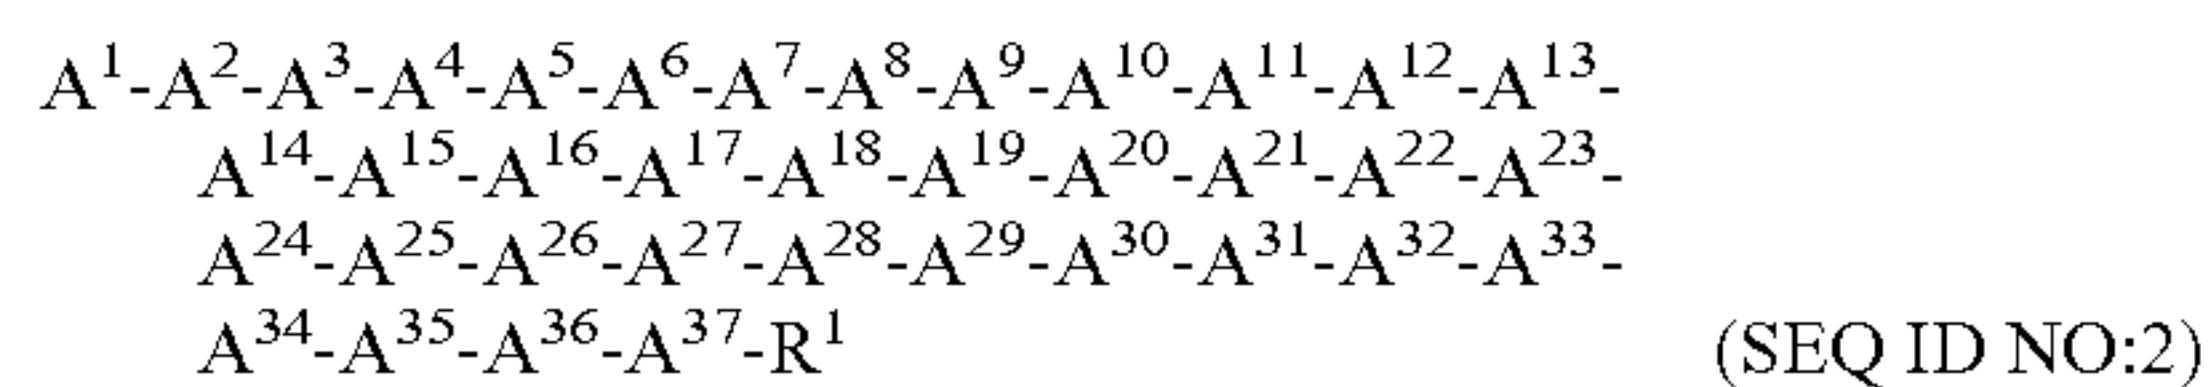 A¹-A²-A³-A⁴-A⁵-A⁶-A⁷-A⁸-A⁹-A¹⁰-A¹¹-A¹²-A¹³-
A¹⁴-A¹⁵-A¹⁶-A¹⁷-A¹⁸-A¹⁹-A²⁰-A²¹-A²²-A²³-
A²⁴-A²⁵-A²⁶-A²⁷-A²⁸-A²⁹-A³⁰-A³¹-A³²-A³³-
A³⁴-A³⁵-A³⁶-A³⁷-R¹ (SEQ ID NO:2)